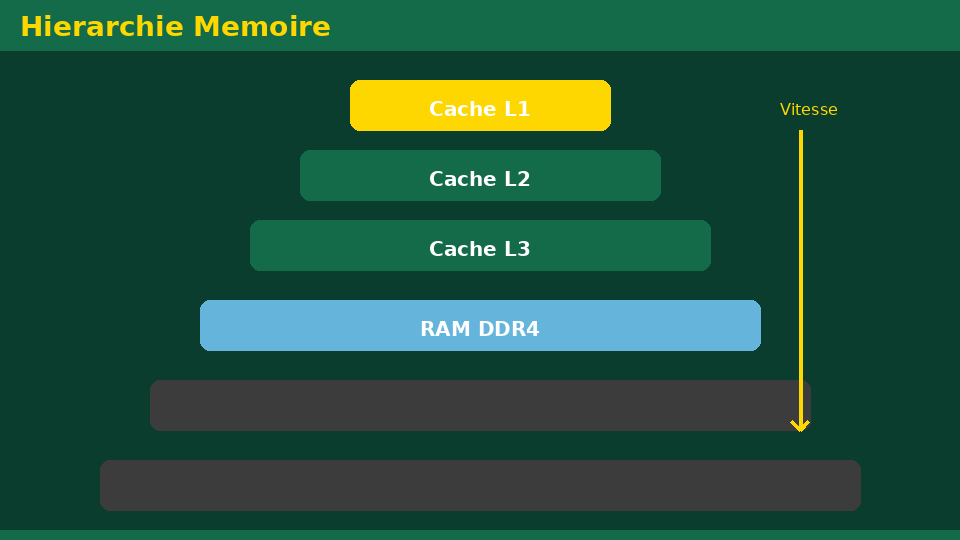 Hierarchie Memoire
Cache L1
Vitesse
Cache L2
Cache L3
RAM DDR4